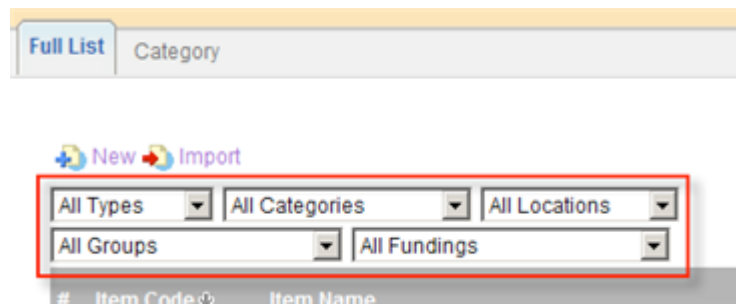 Full List Category
New Import
All Types All Categories All Locations
All Groups All Fundings
# Item Code Item Name